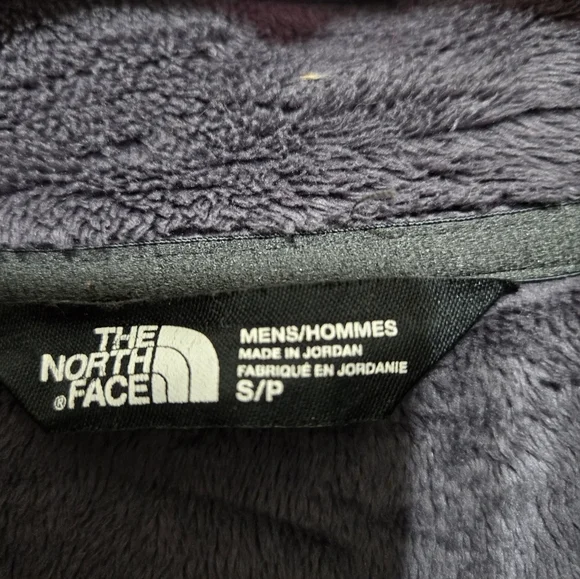 THE
NORTH
FACE
®
MENS/HOMMES
MADE IN JORDAN
FABRIQUÉ EN JORDANIE
S/P